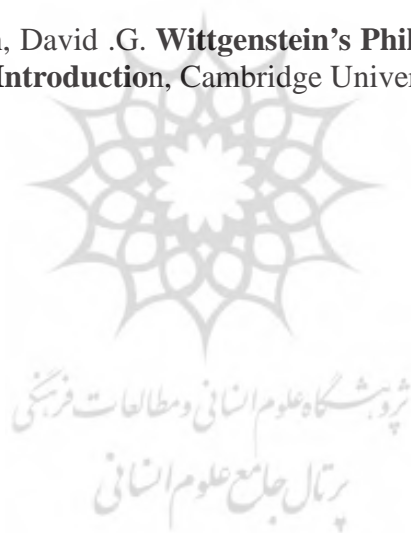 , David .G. Wittgenstein's Phil
Introduction, Cambridge Univer
پژوهشگاه علوم انسانی و مطالعات فرهنگی
پرتال جامع علوم انسانی